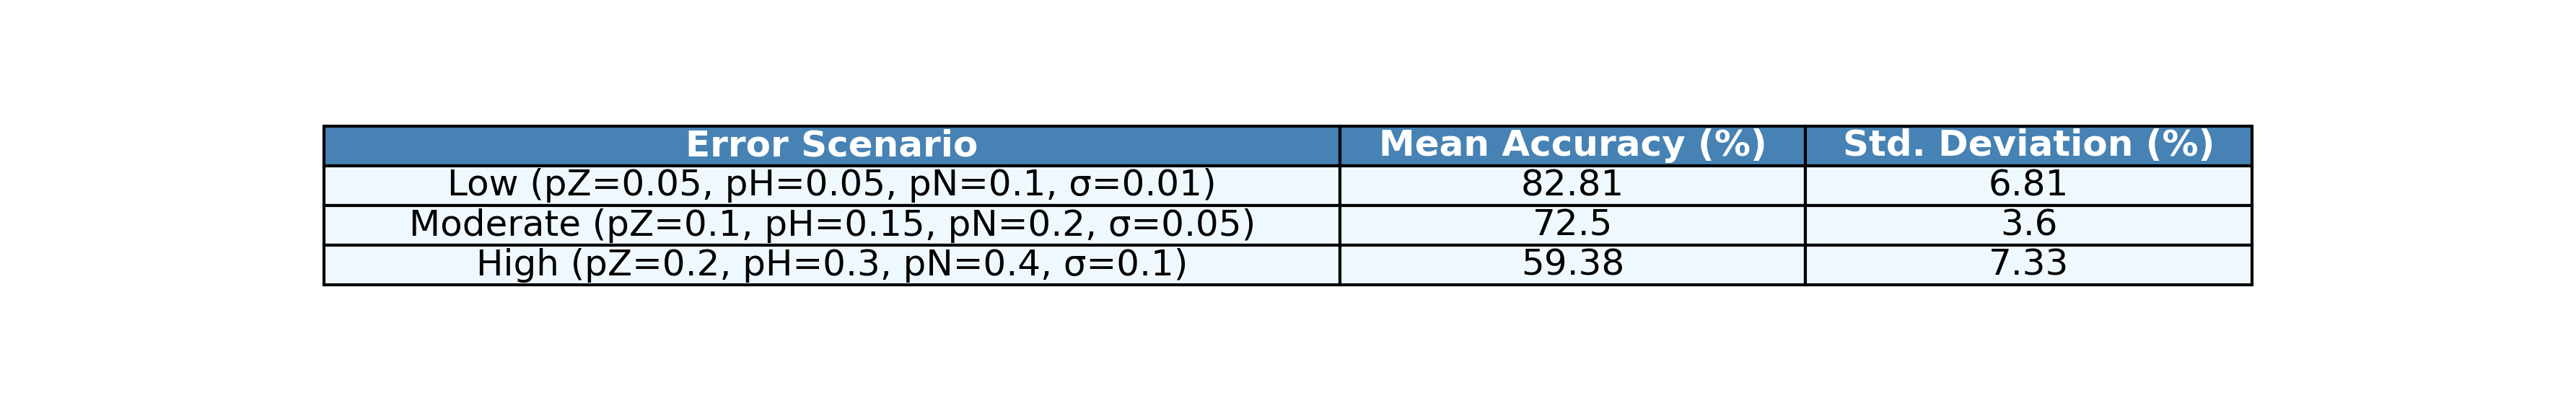 Error Scenario Mean Accuracy (%) Std. Deviation (%)
Low (pZ=0.05, pH=0.05, pN=0.1, σ=0.01) 82.81 6.81
Moderate (pZ=0.1, pH=0.15, pN=0.2, σ=0.05) 72.5 3.6
High (pZ=0.2, pH=0.3, pN=0.4, σ=0.1) 59.38 7.33